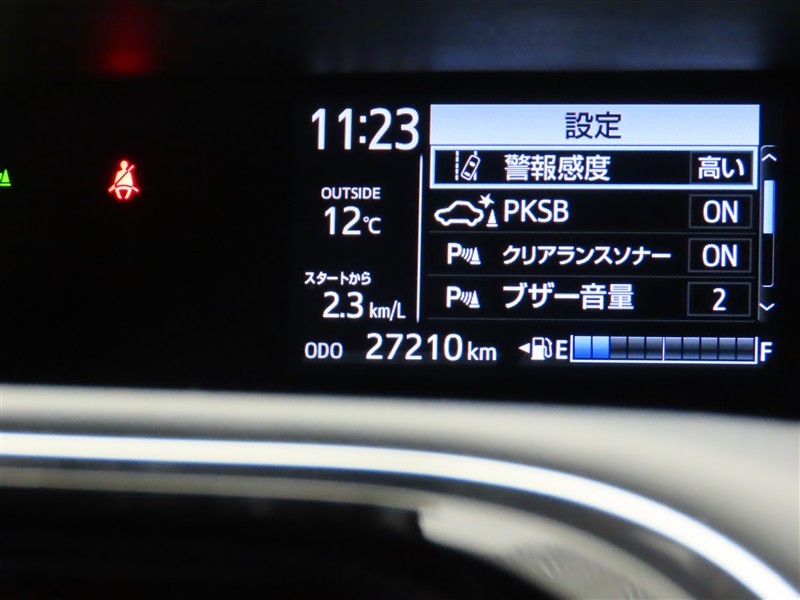 11:23
OUTSIDE
12℃
スタートから
2.3 km/L
設定
警報感度 高い
PKSB ON
P クリアランスソナー ON
P ブザー音量 2
ODO 27210 km E F